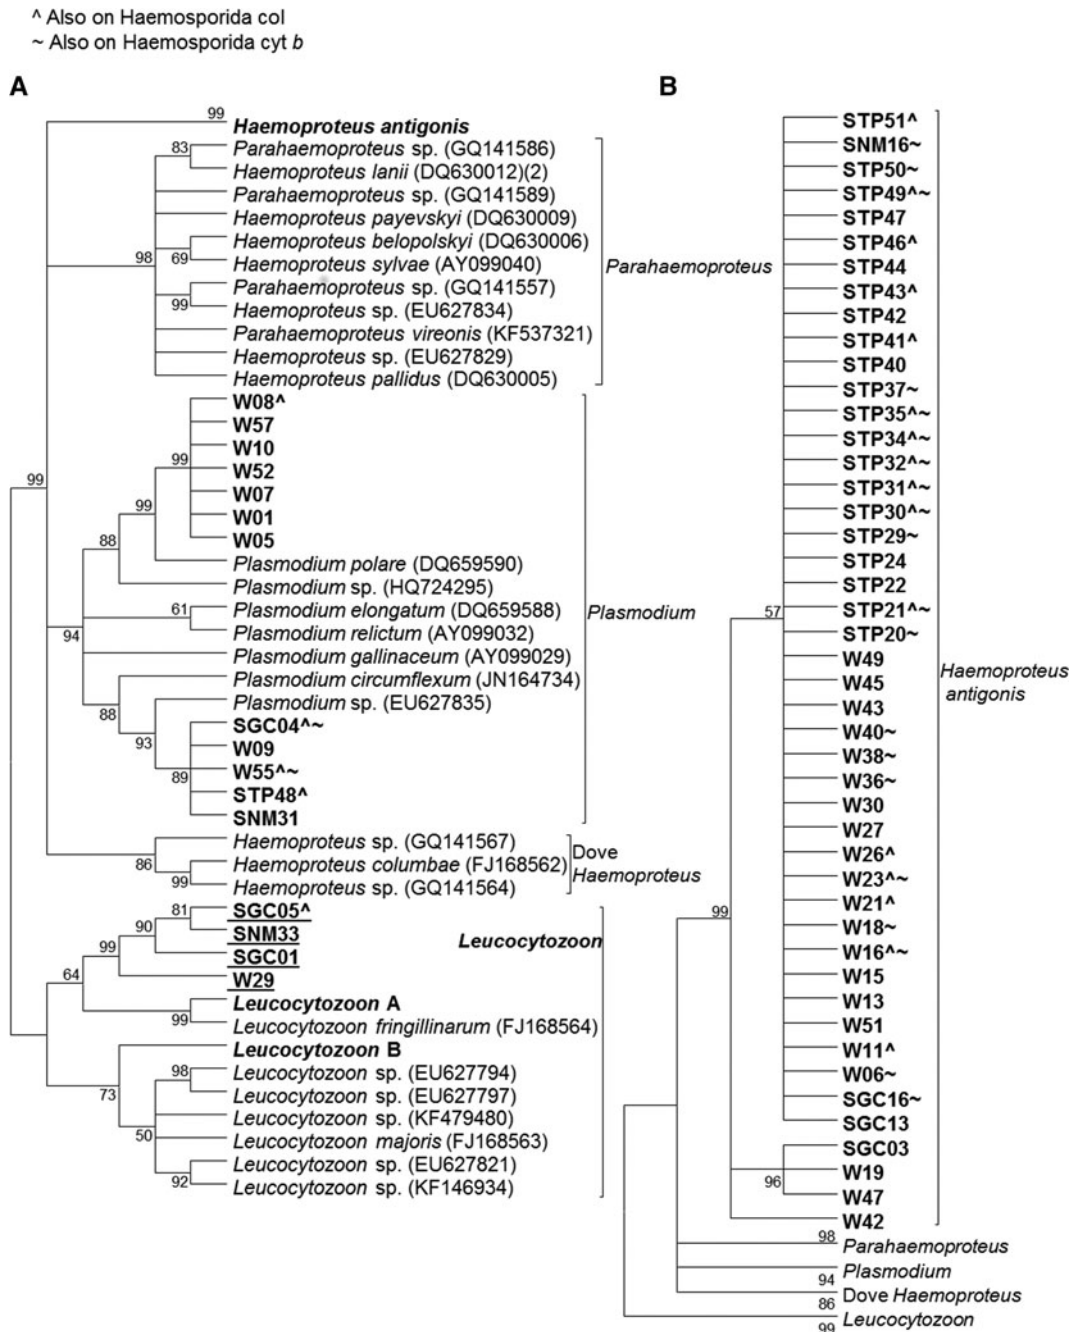 ^ Also on Haemosporida coI
~ Also on Haemosporida cyt b
A
99
Haemoproteus antigonis
83
Parahaemoproteus sp. (GQ141586)
Haemoproteus lanii (DQ630012)(2)
Parahaemoproteus sp. (GQ141589)
Haemoproteus payevskyi (DQ630009)
Haemoproteus belopolskyi (DQ630006)
98
69
Haemoproteus sylvae (AY099040)
Parahaemoproteus
Parahaemoproteus sp. (GQ141557)
99
Haemoproteus sp. (EU627834)
Parahaemoproteus vireonis (KF537321)
Haemoproteus sp. (EU627829)
Haemoproteus pallidus (DQ630005)
W08^
W57
W10
99
W52
99
W07
99
W01
W05
88
Plasmodium polare (DQ659590)
Plasmodium sp. (HQ724295)
61
Plasmodium elongatum (DQ659588)
Plasmodium
94
Plasmodium relictum (AY099032)
Plasmodium gallinaceum (AY099029)
Plasmodium circumflexum (JN164734)
88
Plasmodium sp. (EU627835)
SGC04^~
93
W09
89
W55^~
STP48^
SNM31
Haemoproteus sp. (GQ141567)
Dove
86
Haemoproteus columbae (FJ168562)
Haemoproteus
99
Haemoproteus sp. (GQ141564)
81
SGC05^
90
SNM33
Leucocytozoon
99
SGC01
64
W29
Leucocytozoon A
99
Leucocytozoon fringillinarum (FJ168564)
Leucocytozoon B
98
Leucocytozoon sp. (EU627794)
73
Leucocytozoon sp. (EU627797)
Leucocytozoon sp. (KF479480)
50
Leucocytozoon majoris (FJ168563)
Leucocytozoon sp. (EU627821)
92
Leucocytozoon sp. (KF146934)
B
STP51^
SNM16~
STP50~
STP49^~
STP47
STP46^
STP44
STP43^
STP42
STP41^
STP40
STP37~
STP35^~
STP34^~
STP32^~
STP31^~
STP30^~
STP29~
STP24
STP22
57
STP21^~
STP20~
W49
W45
Haemoproteus
antigonis
W43
W40~
W38~
W36~
W30
W27
W26^
W23^~
W21^
99
W18~
W16^~
W15
W13
W51
W11^
W06~
SGC16~
SGC13
SGC03
96
W19
W47
W42
98
Parahaemoproteus
Plasmodium
94
Dove Haemoproteus
86
Leucocytozoon
99